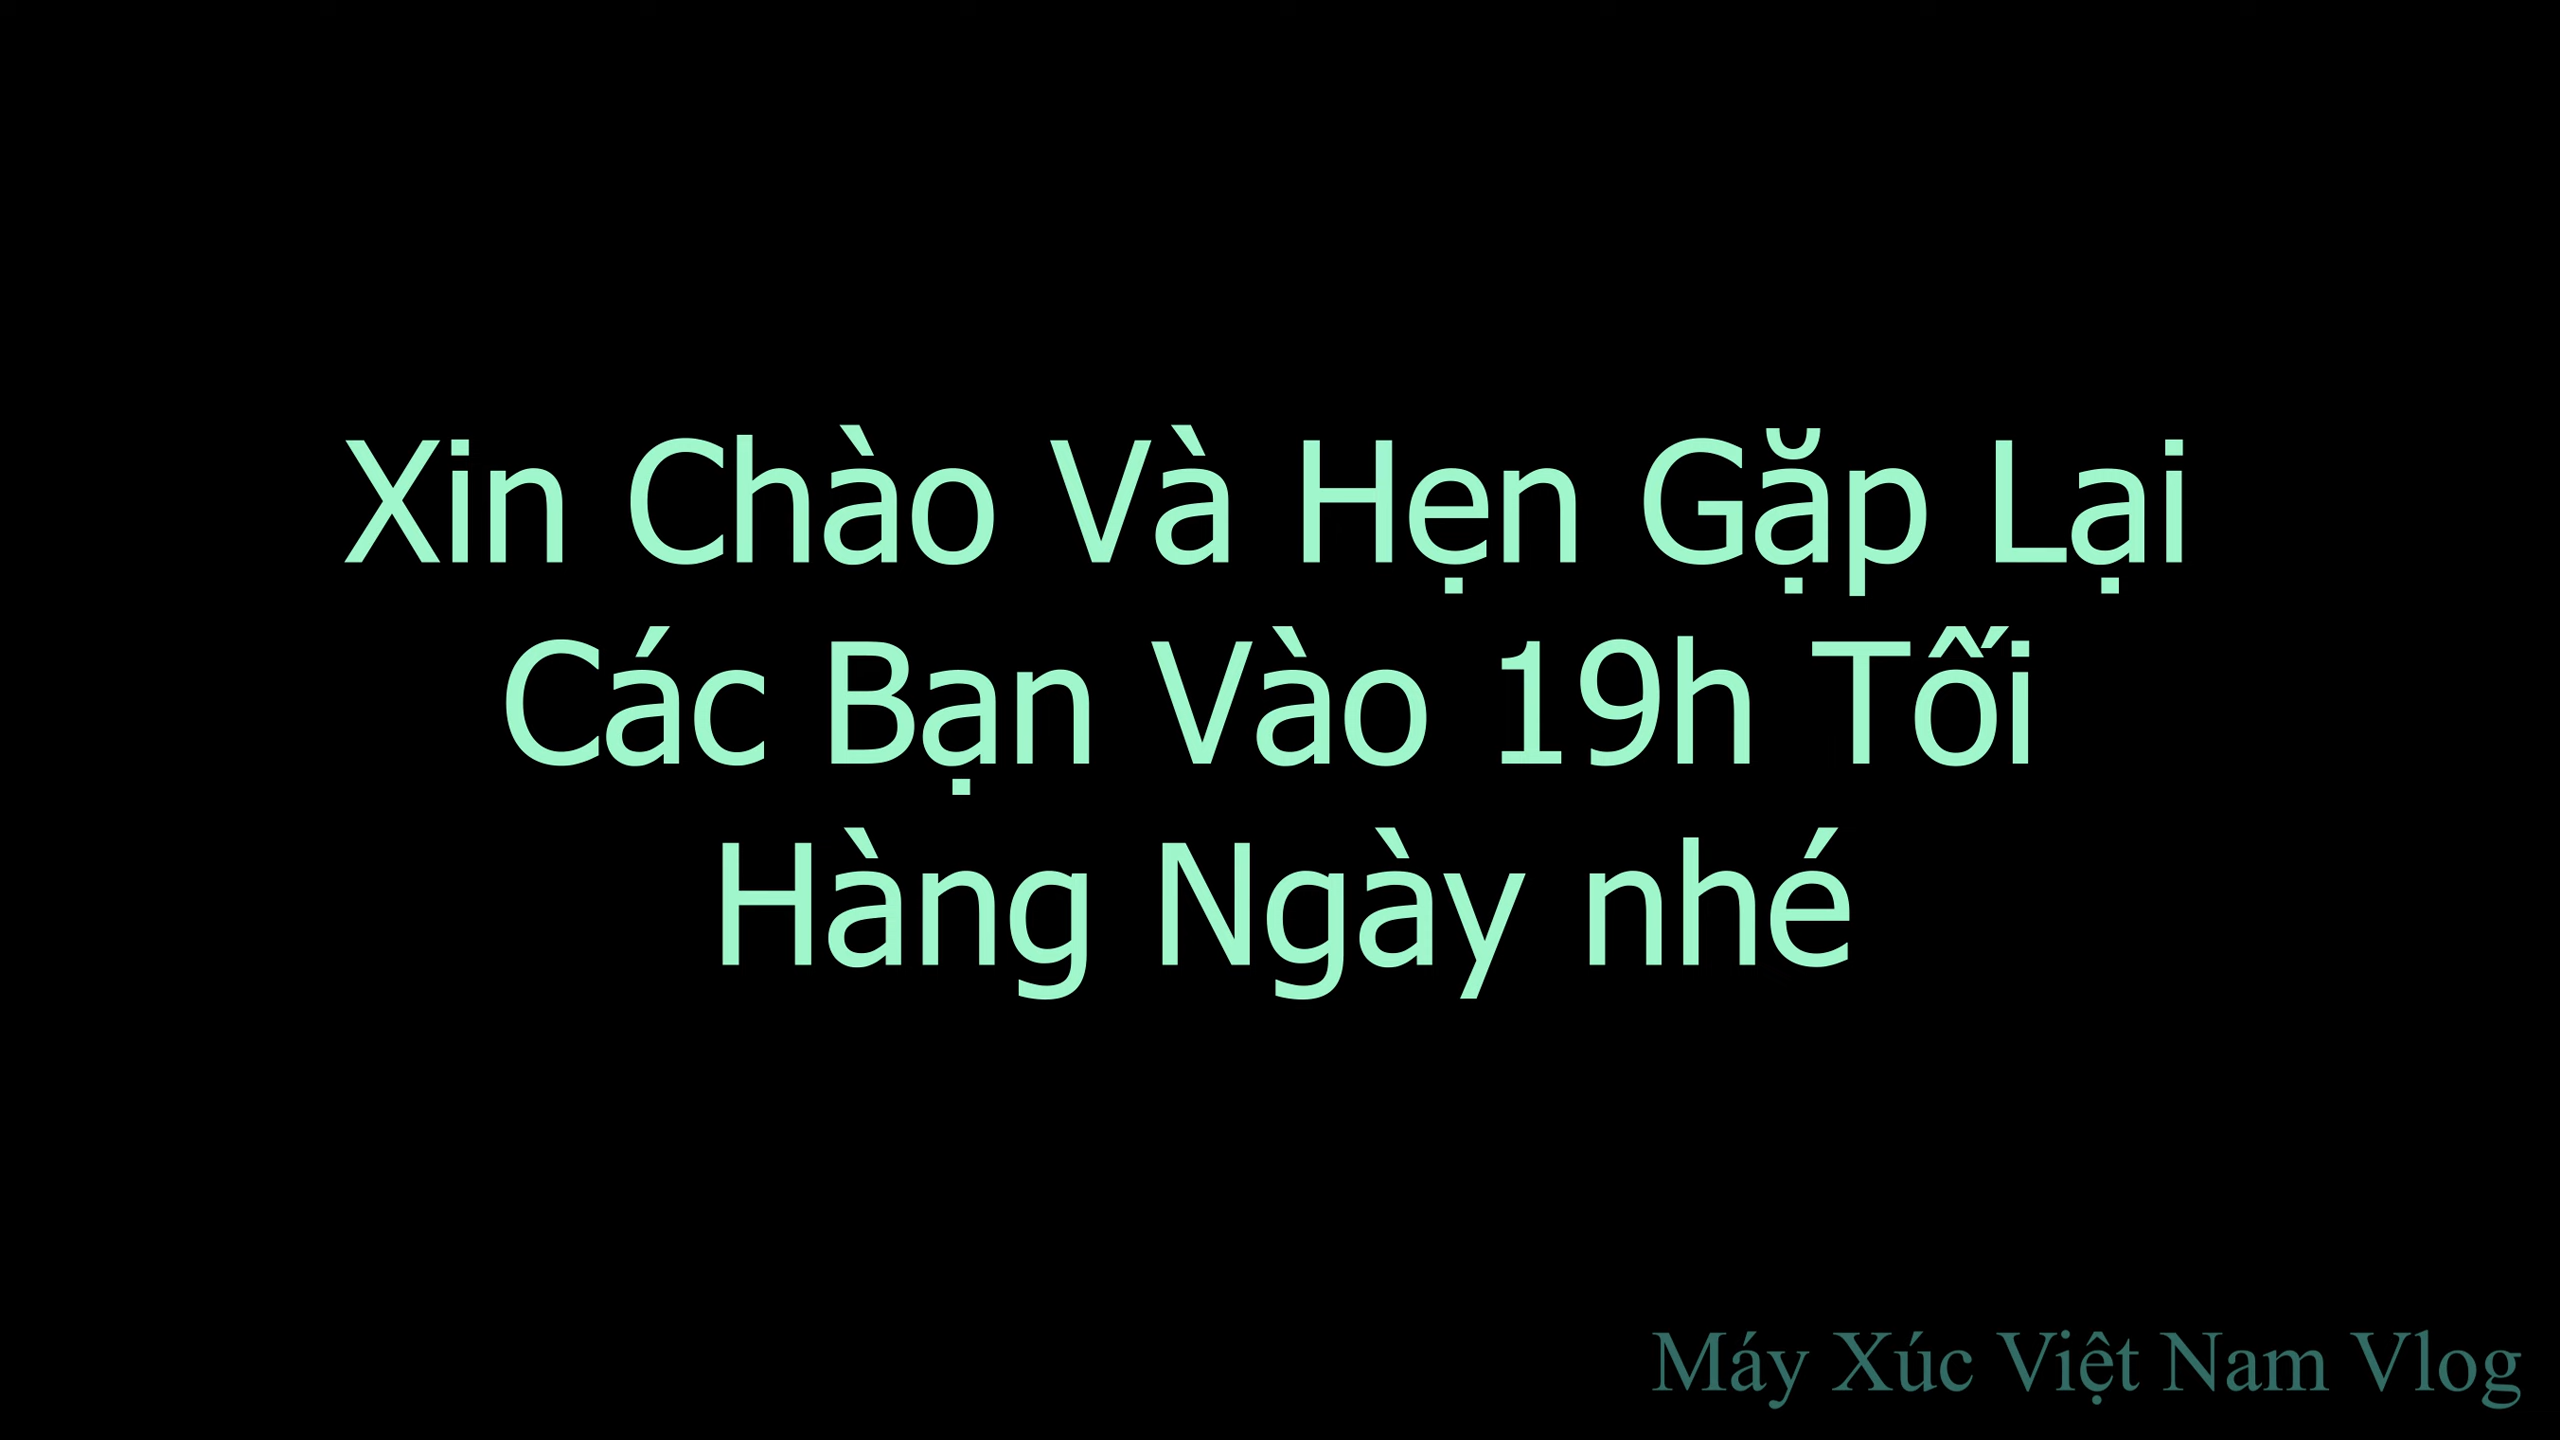 Xin Chào Và Hẹn Gặp Lại
Các Bạn Vào 19h Tối
Hàng Ngày nhé
Máy Xúc Việt Nam Vlog